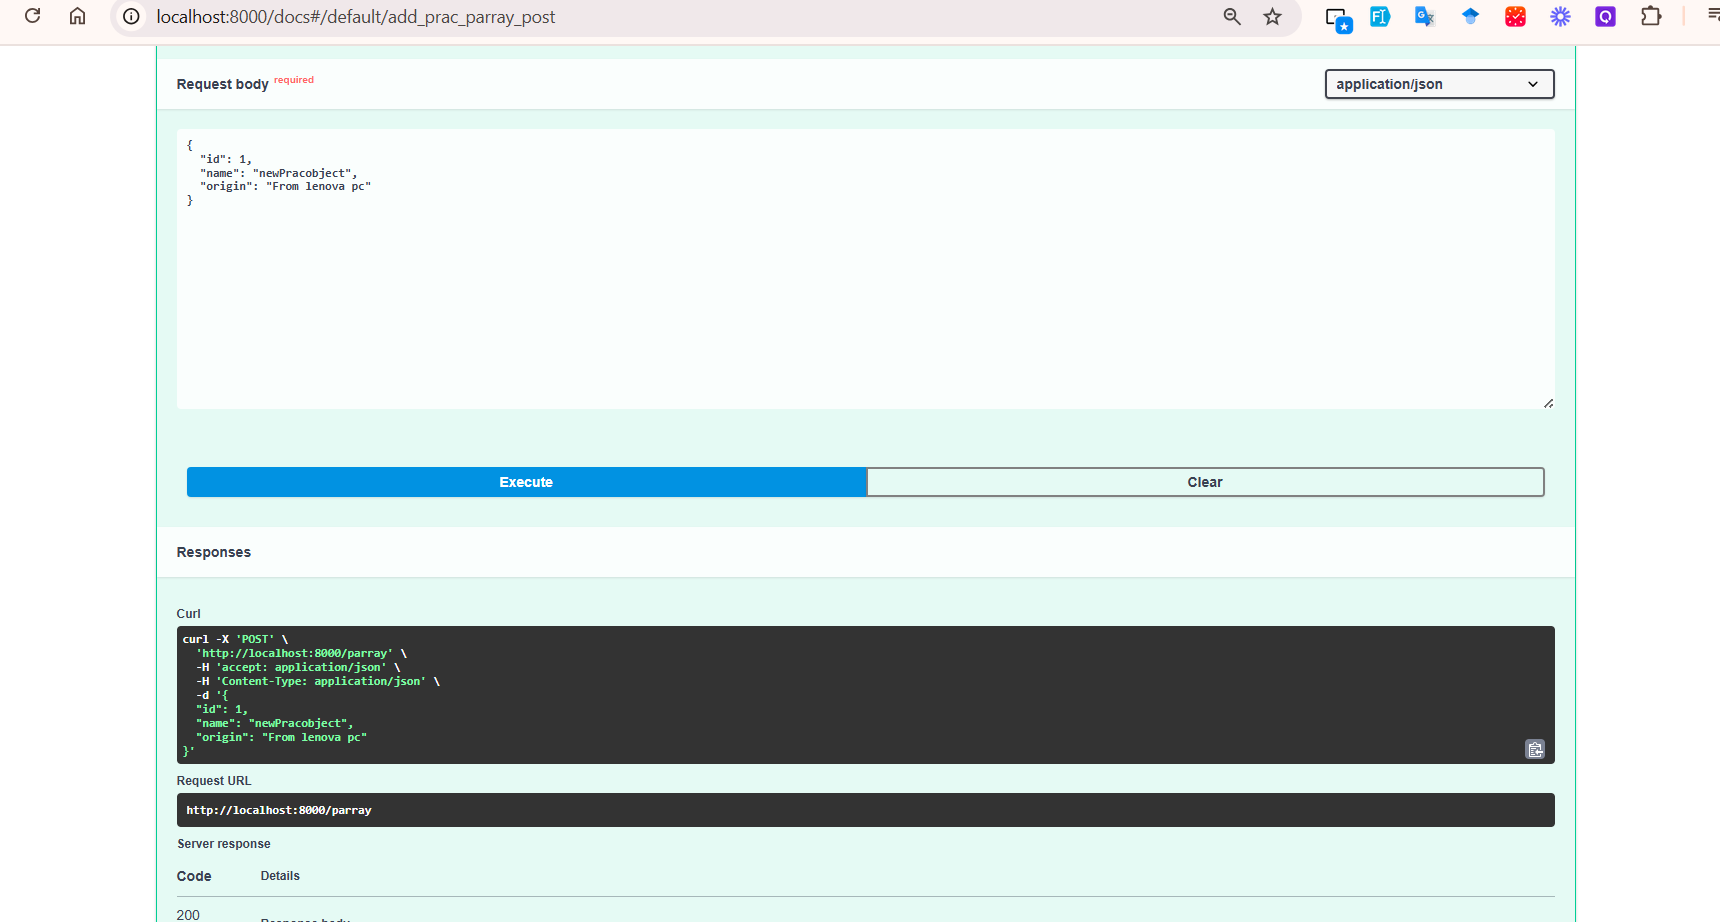 localhost:8000/docs#/default/add_prac_parray_post
Request body required
application/json
{
"id": 1,
"name": "newPracobject",
"origin": "From lenova pc"
}
Execute
Clear
Responses
Curl
curl -X 'POST' \
'http://localhost:8000/parray' \
-H 'accept: application/json' \
-H 'Content-Type: application/json' \
-d '{
"id": 1,
"name": "newPracobject",
"origin": "From lenova pc"
}'
Request URL
http://localhost:8000/parray
Server response
Code Details
200
Response body